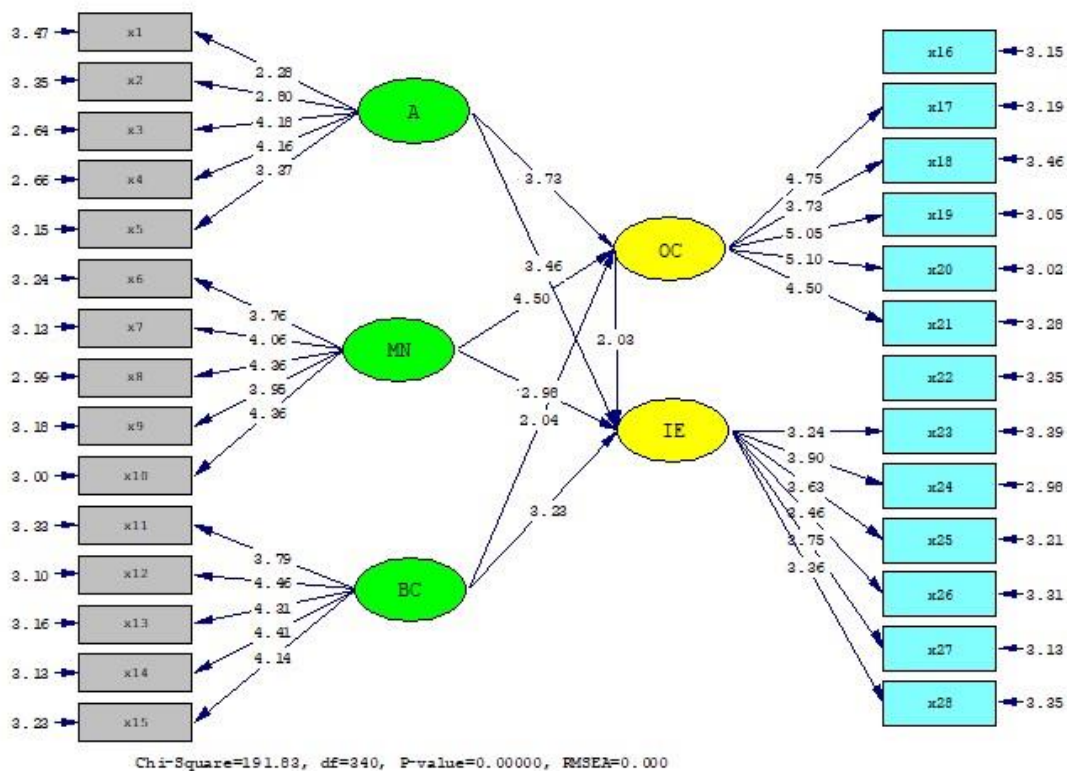 3.47 x1
3.35 x2
2.64 x3
2.66 x4
3.15 x5
3.24 x6
3.13 x7
2.99 x8
3.18 x9
3.00 x10
3.33 x11
3.10 x12
3.16 x13
3.13 x14
3.23 x15
2.28
2.80
4.18
4.16
3.37
3.76
4.06
4.36
3.95
4.36
3.79
4.46
4.31
4.41
4.14
A
MN
BC
3.73
3.46
4.50
2.98
2.04
3.23
2.03
OC
IE
4.75
3.73
5.05
5.10
4.50
3.24
3.90
3.63
3.46
3.75
3.36
x16 3.15
x17 3.19
x18 3.46
x19 3.05
x20 3.02
x21 3.28
x22 3.35
x23 3.39
x24 2.98
x25 3.21
x26 3.31
x27 3.13
x28 3.35
Chi-Square=191.83, df=340, P-value=0.00000, RMSEA=0.000